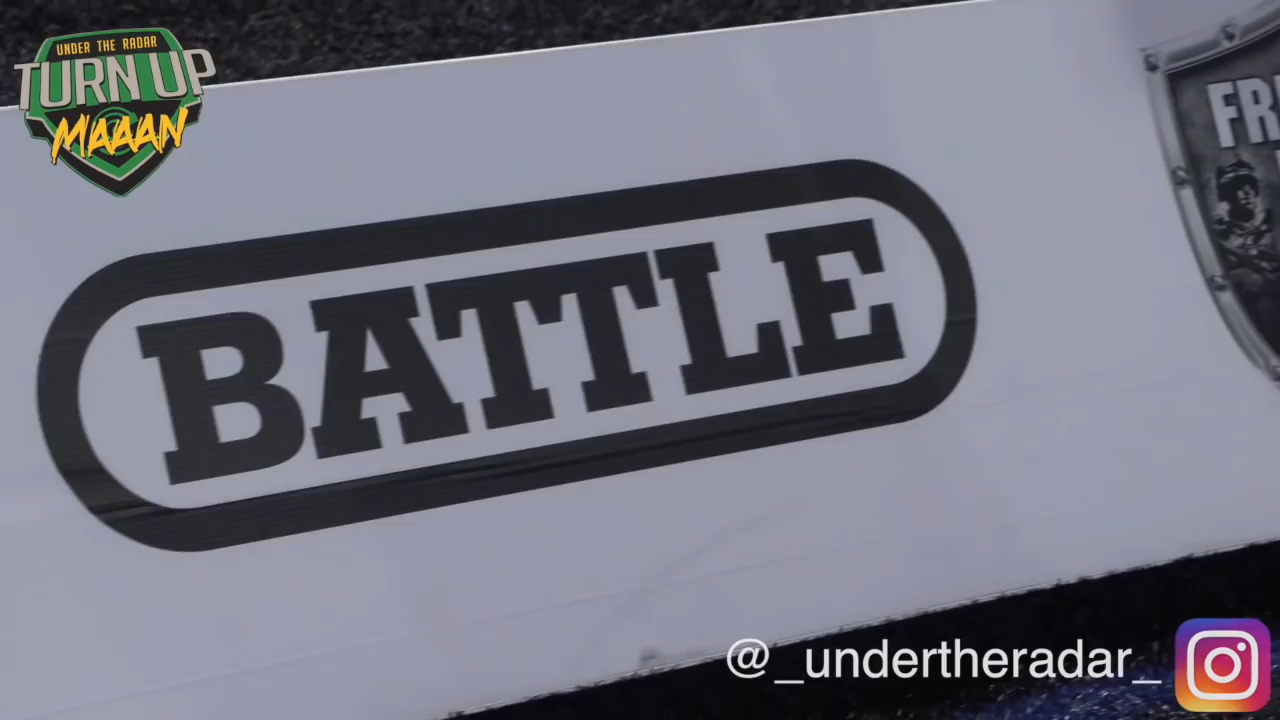 UNDER THE RADAR
TURN UP
MAAAN
BATTLE
@_undertheradar_